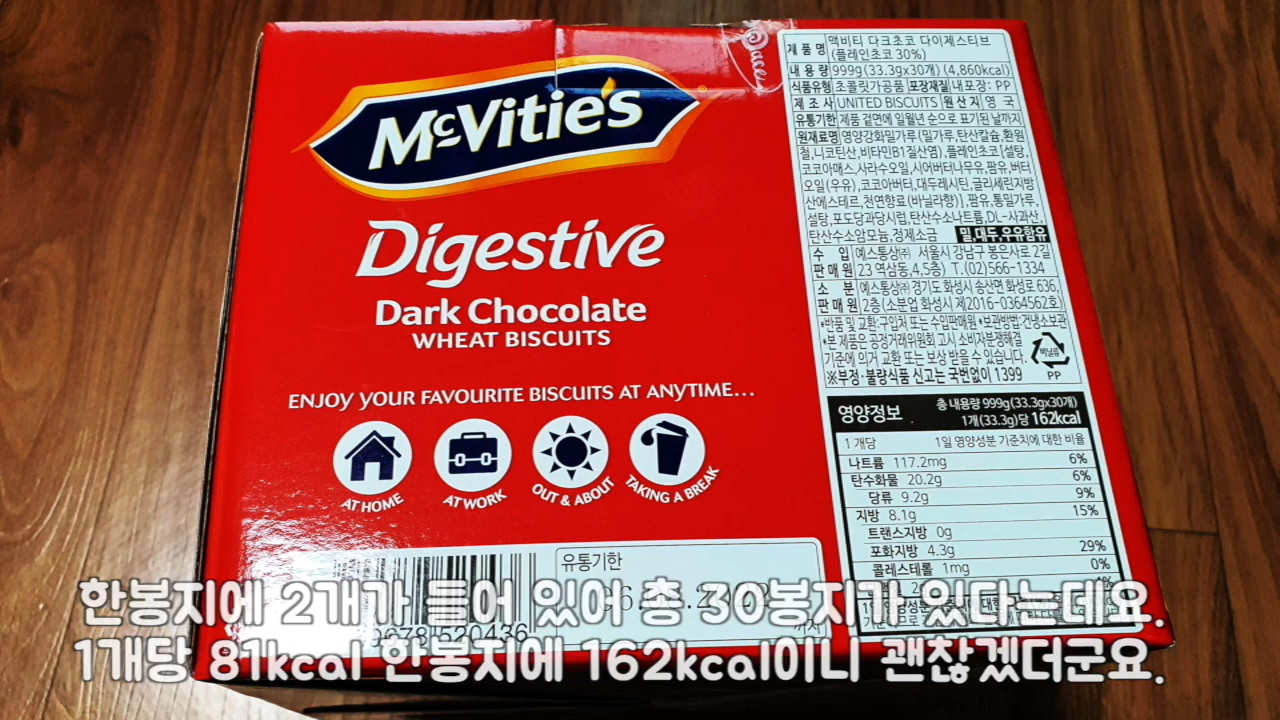 McVitie's
Digestive
Dark Chocolate
WHEAT BISCUITS
ENJOY YOUR FAVOURITE BISCUITS AT ANYTIME...
AT HOME
AT WORK
OUT & ABOUT
TAKING A BREAK
제 품 명 맥비티 다크초코 다이제스티브
(플레인초코 30%)
내 용 량 999g(33.3gx30개) (4,860kcal)
식품유형 초콜릿가공품 포장재질 내포장: PP
제 조 사 UNITED BISCUITS 원 산 지 영 국
유통기한 제품 겉면에 일월년 순으로 표기된 날까지
원재료명 영양강화밀가루(밀가루,탄산칼슘,환원
철,니코틴산,비타민B1질산염), 플레인초코[설탕,
코코아매스,사라수오일,시어버터나무유,팜유,버터
오일(우유),코코아버터,대두레시틴,글리세린지방
산에스테르,천연향료(바닐라향)],팜유,통밀가루,
설탕,포도당과당시럽,탄산수소나트륨,DL-사과산,
탄산수소암모늄,정제소금 밀,대두,우유함유
수 입 판 매 원 예스통상㈜ 서울시 강남구 봉은사로 2길
23 역삼동,4,5층) T.(02)566-1334
소 분 판 매 원 예스통상㈜ 경기도 화성시 송산면 화성로 636,
2층(소분업 화성시 제2016-0364562호)
*반품 및 교환:구입처 또는 수입판매원 *보관방법:건냉소보관
*본 제품은 공정거래위원회 고시 소비자분쟁해결
기준에 의거 교환 또는 보상 받을 수 있습니다.
※부정·불량식품 신고는 국번없이 1399
비닐류
PP
영양정보 총 내용량 999g(33.3gx30개)
1개(33.3g)당 162kcal
1 개당 1일 영양성분 기준치에 대한 비율
나트륨 117.2mg 6%
탄수화물 20.2g 6%
당류 9.2g 9%
지방 8.1g 15%
트랜스지방 0g
포화지방 4.3g 29%
콜레스테롤 1mg 0%
유통기한
까지
한봉지에 2개가 들어 있어 총 30봉지가 있다는데요.
1개당 81kcal 한봉지에 162kcal이니 괜찮겠더군요.